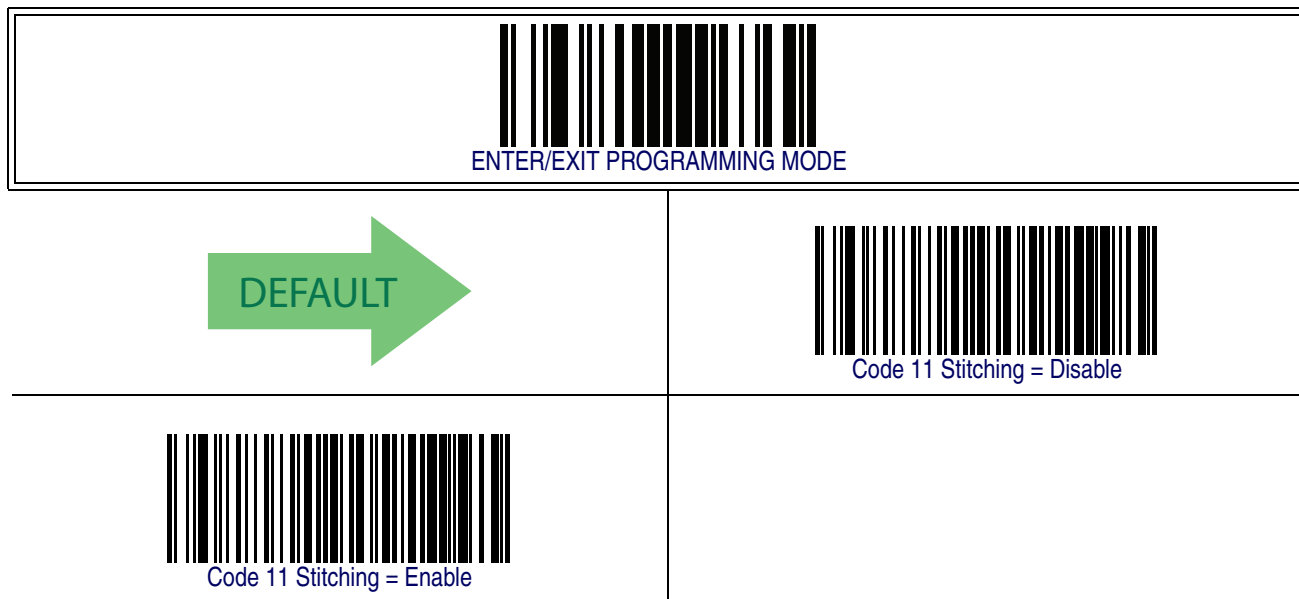 ENTER/EXIT PROGRAMMING MODE
DEFAULT
Code 11 Stitching = Disable
Code 11 Stitching = Enable